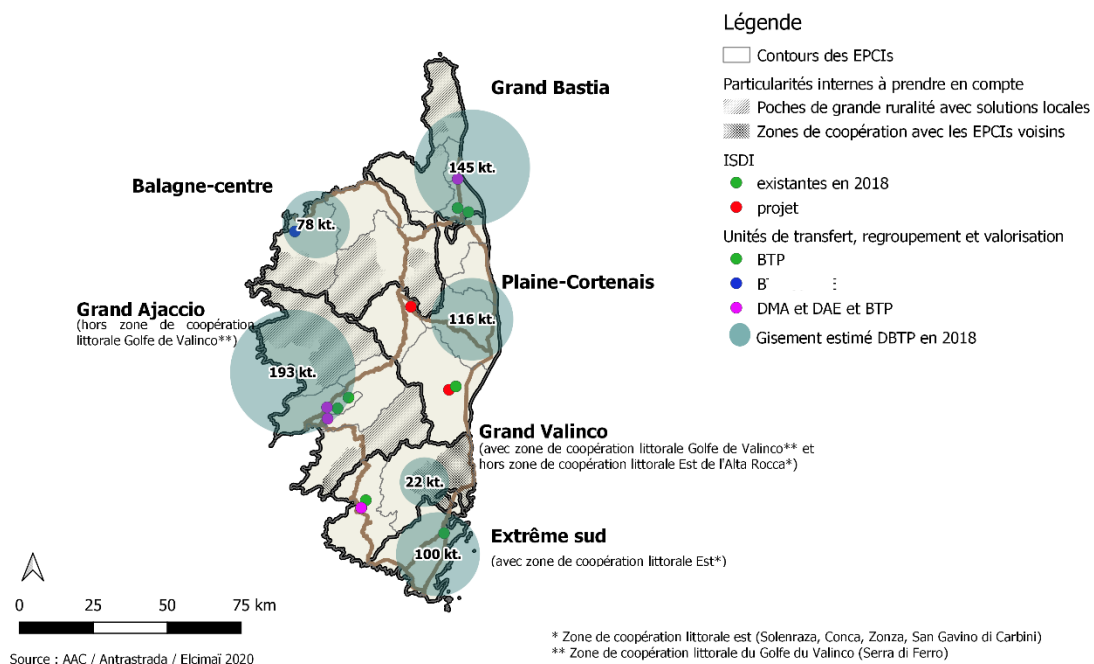 Grand Bastia
145 kt.
Balagne-centre
78 kt.
Plaine-Cortenais
116 kt.
Grand Ajaccio
(hors zone de coopération
littorale Golfe de Valinco**)
193 kt.
Grand Valinco
(avec zone de coopération littorale Golfe de Valinco** et
hors zone de coopération littorale Est de l'Alta Rocca*)
22 kt.
Extrême sud
(avec zone de coopération littorale Est*)
100 kt.
Légende
Contours des EPCIs
Particularités internes à prendre en compte
Poches de grande ruralité avec solutions locales
Zones de coopération avec les EPCIs voisins
ISDI
existantes en 2018
projet
Unités de transfert, regroupement et valorisation
BTP
DMA et DAE et BTP
Gisement estimé DBTP en 2018
0 25 50 75 km
Source : AAC / Antrastrada / Elcimaï 2020
* Zone de coopération littorale est (Solenraza, Conca, Zonza, San Gavino di Carbini)
** Zone de coopération littorale du Golfe du Valinco (Serra di Ferro)